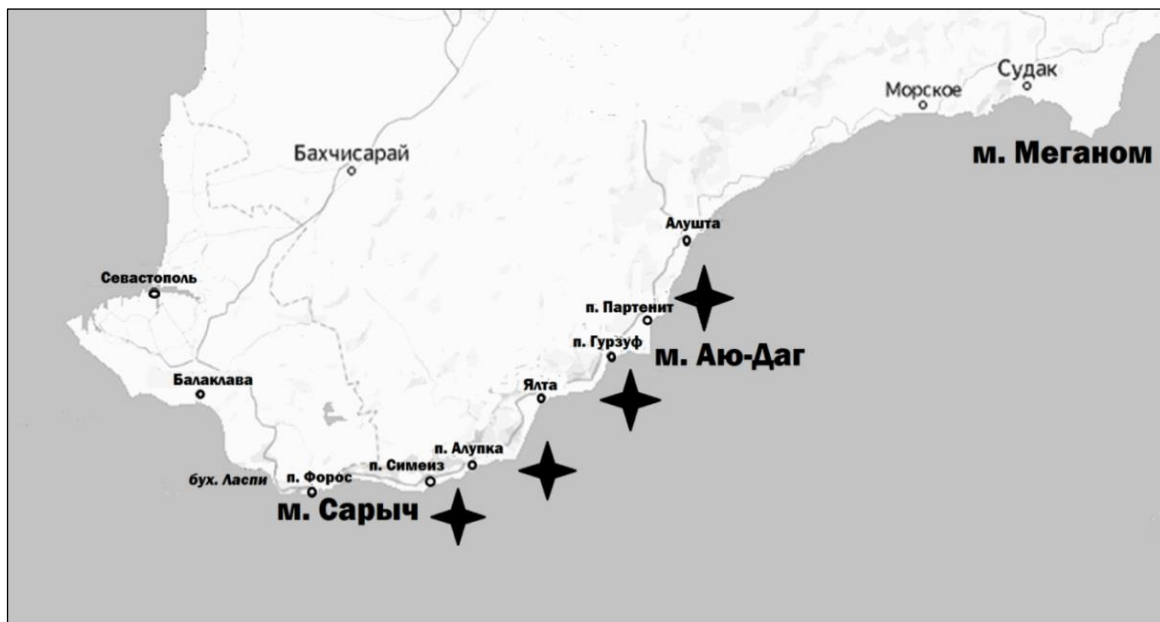 Судак
Морское
м. Меганом
Бахчисарай
Алушта
Севастополь
п. Партенит
п. Гурзуф
м. Аю-Даг
Балаклава
Ялта
п. Алупка
п. Симеиз
бух. Ласпи
п. Форос
м. Сарыч